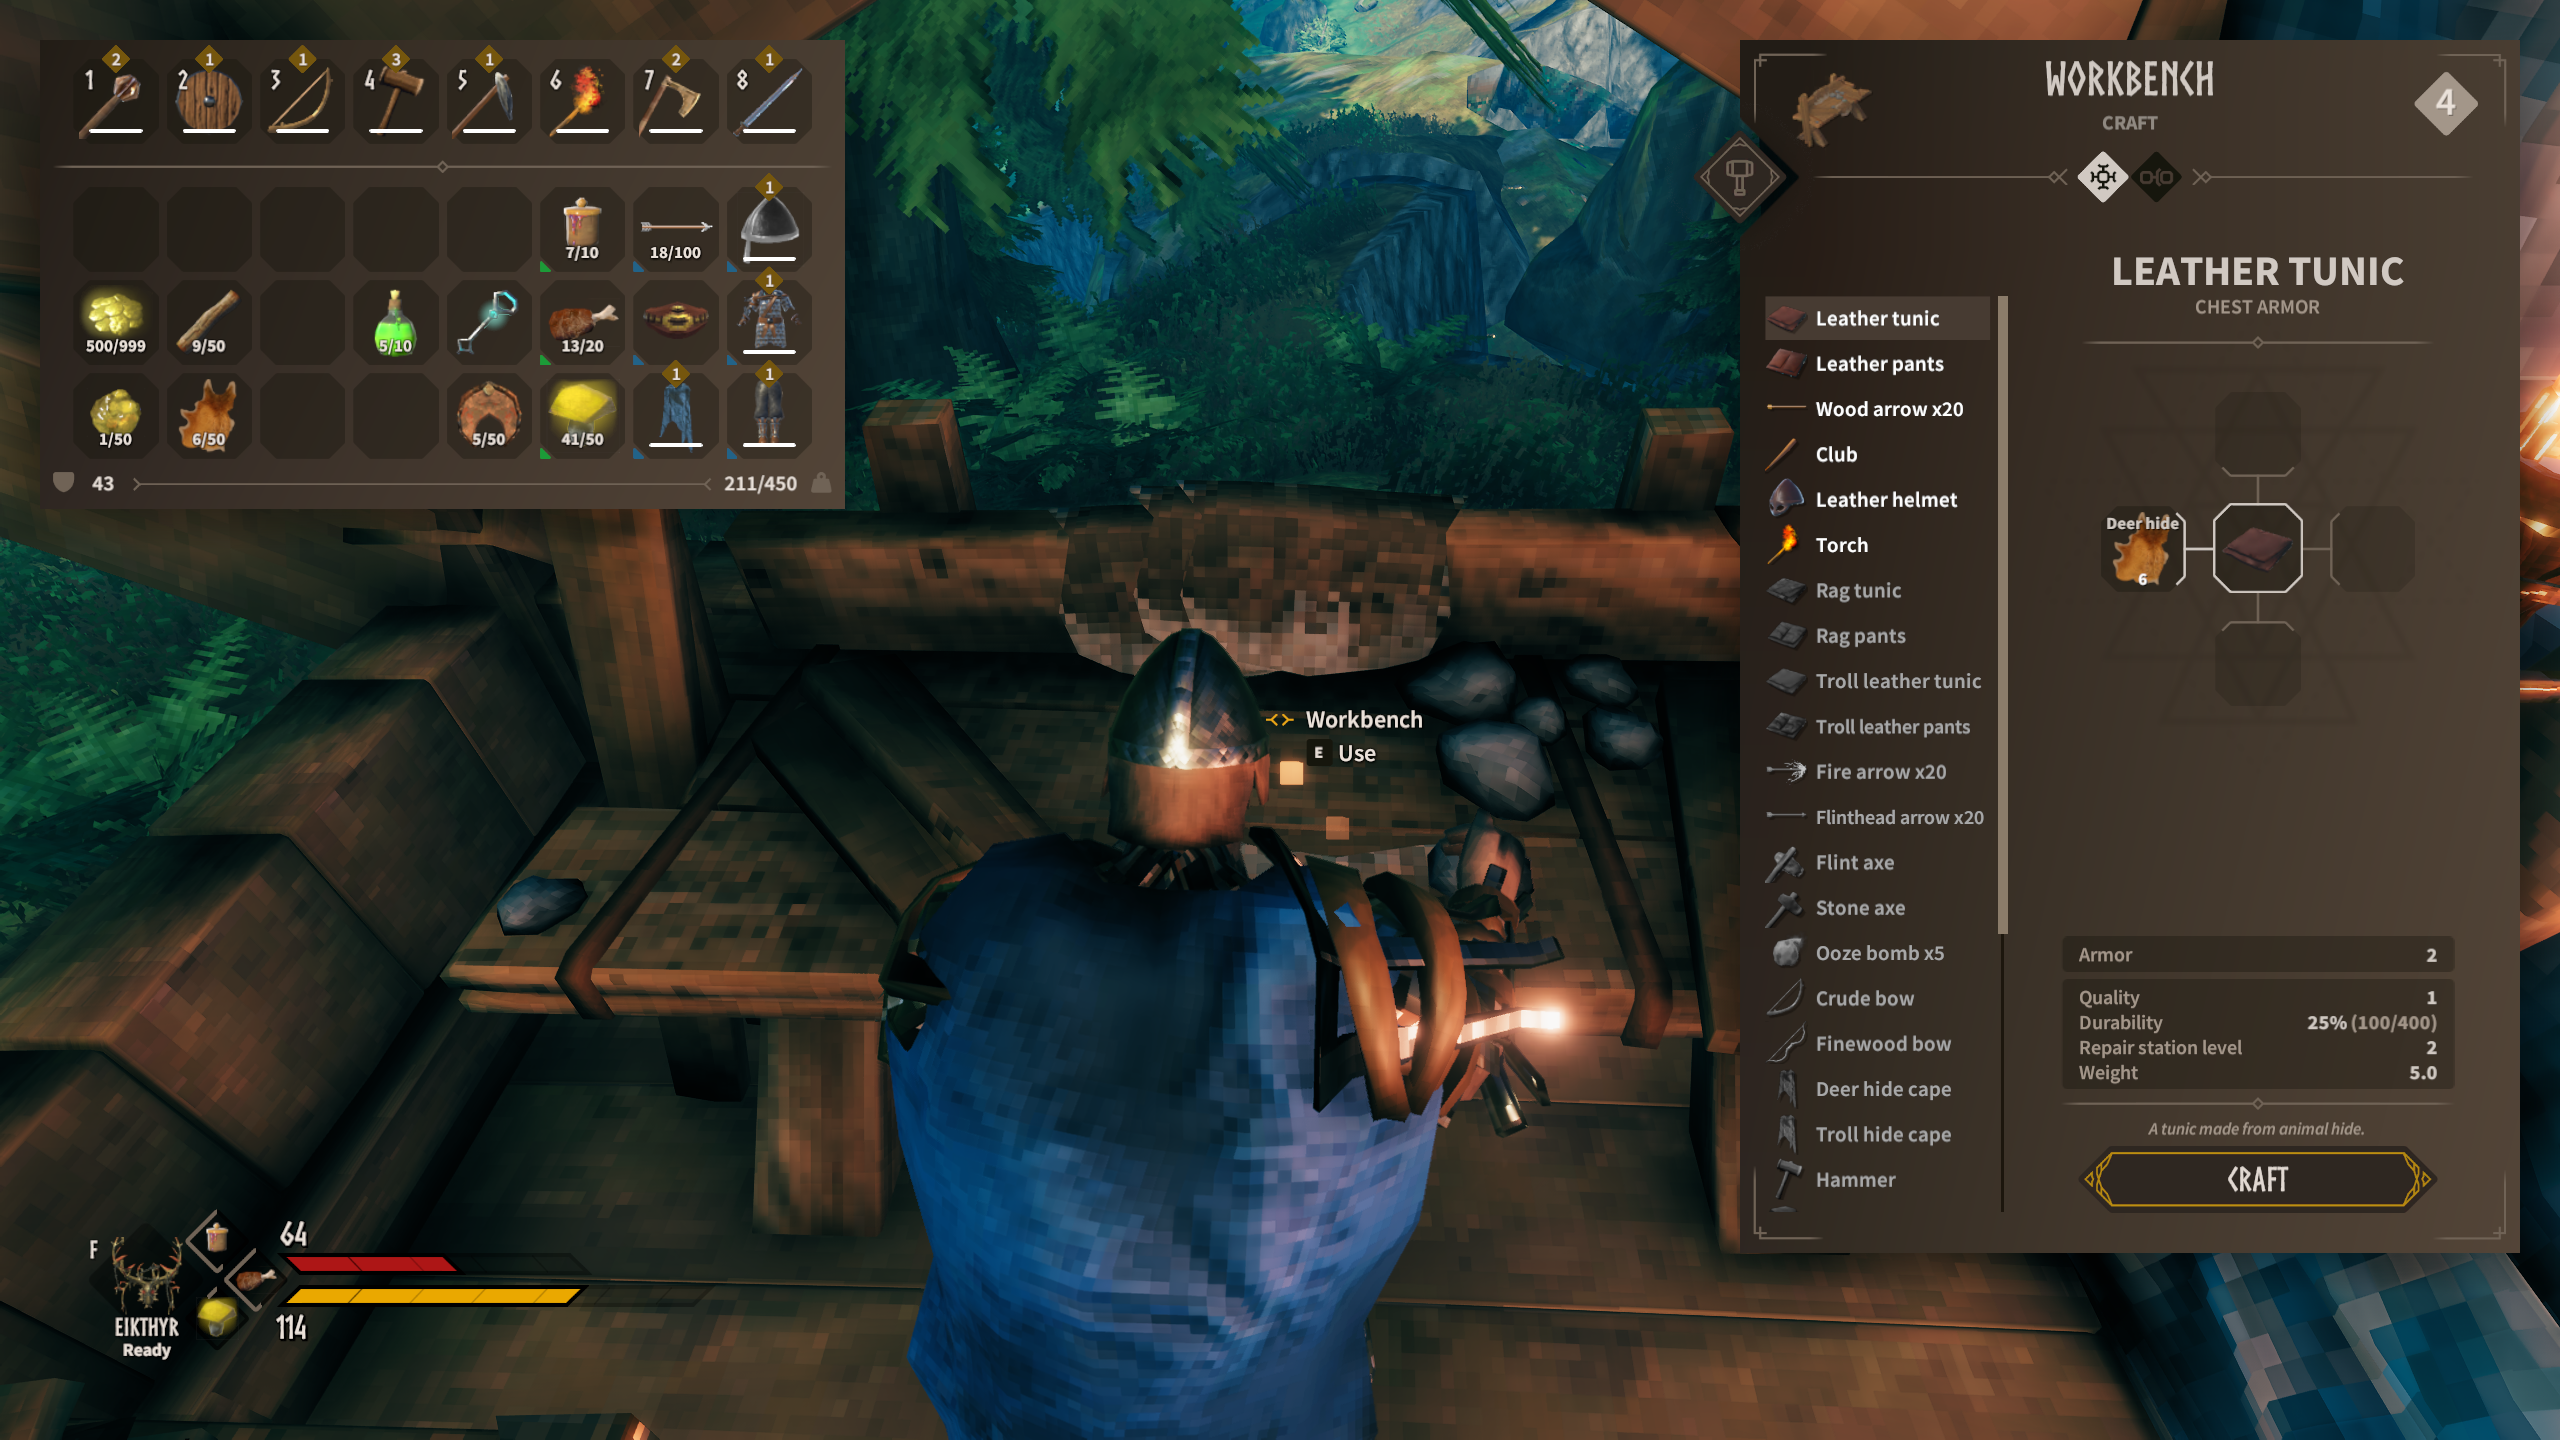 1 2
2 1
3 1
4 3
5 1
6
7 2
8 1
7/10
18/100
1
500/999
9/50
5/10
13/20
1
1/50
6/50
5/50
41/50
1
1
43
211/450
WORKBENCH
CRAFT
4
Leather tunic
Leather pants
Wood arrow x20
Club
Leather helmet
Torch
Rag tunic
Rag pants
Troll leather tunic
Troll leather pants
Fire arrow x20
Flinthead arrow x20
Flint axe
Stone axe
Ooze bomb x5
Crude bow
Finewood bow
Deer hide cape
Troll hide cape
Hammer
LEATHER TUNIC
CHEST ARMOR
Deer hide
6
Armor 2
Quality 1
Durability 25% (100/400)
Repair station level 2
Weight 5.0
A tunic made from animal hide.
CRAFT
Workbench
E Use
F
EIKTHYR
Ready
64
114